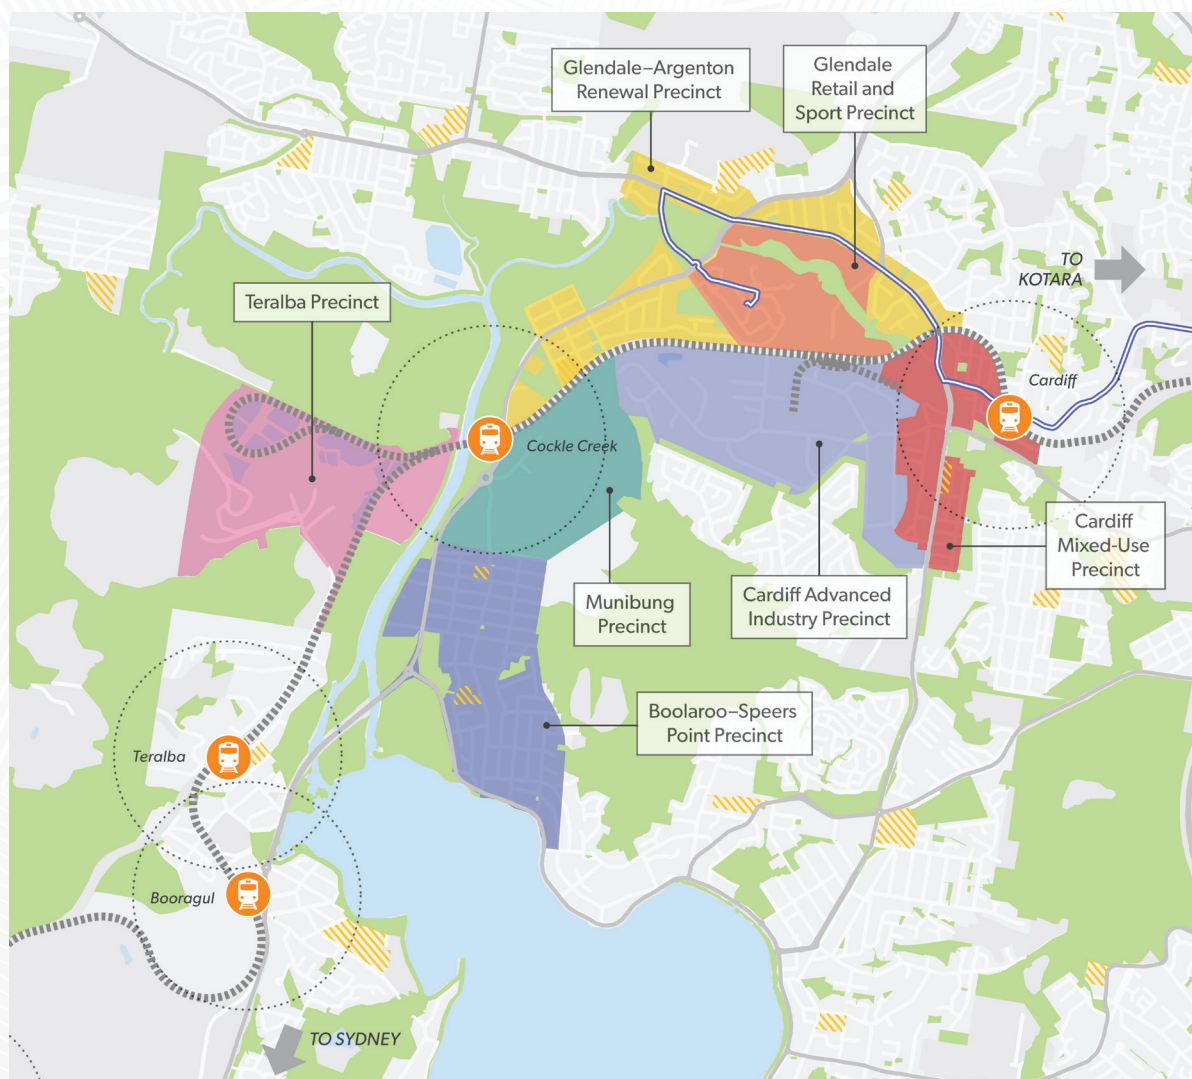 Glendale–Argenton
Renewal Precinct
Glendale
Retail and
Sport Precinct
TO
KOTARA
Teralba Precinct
Cardiff
Cockle Creek
Cardiff
Mixed-Use
Precinct
Munibung
Precinct
Cardiff Advanced
Industry Precinct
Boolaroo–Speers
Point Precinct
Teralba
Booragul
TO SYDNEY